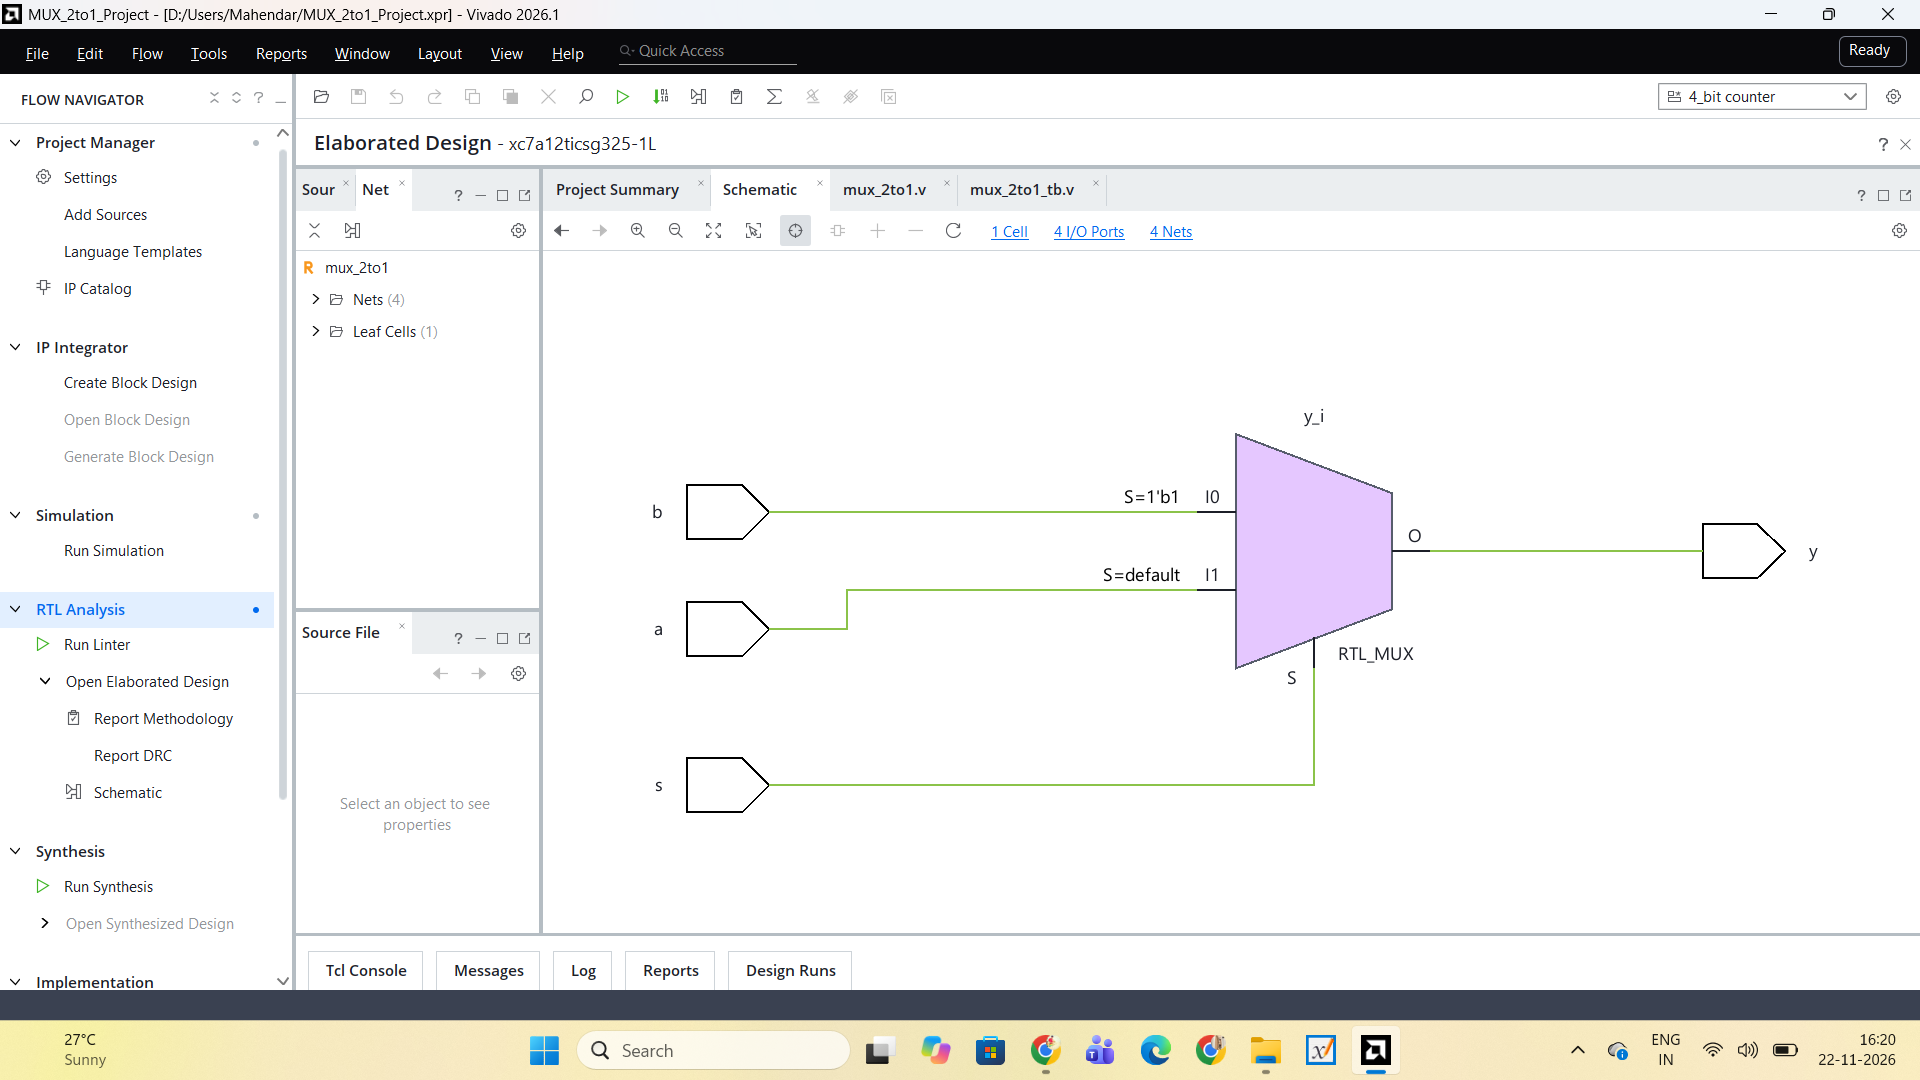 MUX_2to1_Project - [D:/Users/Mahendar/MUX_2to1_Project.xpr] - Vivado 2026.1
File Edit Flow Tools Reports Window Layout View Help Quick Access Ready
FLOW NAVIGATOR ? _
4_bit counter
Project Manager
Settings
Add Sources
Language Templates
IP Catalog
IP Integrator
Create Block Design
Open Block Design
Generate Block Design
Simulation
Run Simulation
RTL Analysis
Run Linter
Open Elaborated Design
Report Methodology
Report DRC
Schematic
Synthesis
Run Synthesis
Open Synthesized Design
Implementation
Elaborated Design - xc7a12ticsg325-1L ?
Sour Net ?
mux_2to1
Nets (4)
Leaf Cells (1)
Source File ?
Select an object to see
properties
Project Summary Schematic mux_2to1.v mux_2to1_tb.v ?
1 Cell 4 I/O Ports 4 Nets
y_i
b S=1'b1 I0
O
y
S=default I1
a
RTL_MUX
S
s
Tcl Console Messages Log Reports Design Runs
27°C
Sunny
Search
ENG
IN
16:20
22-11-2026